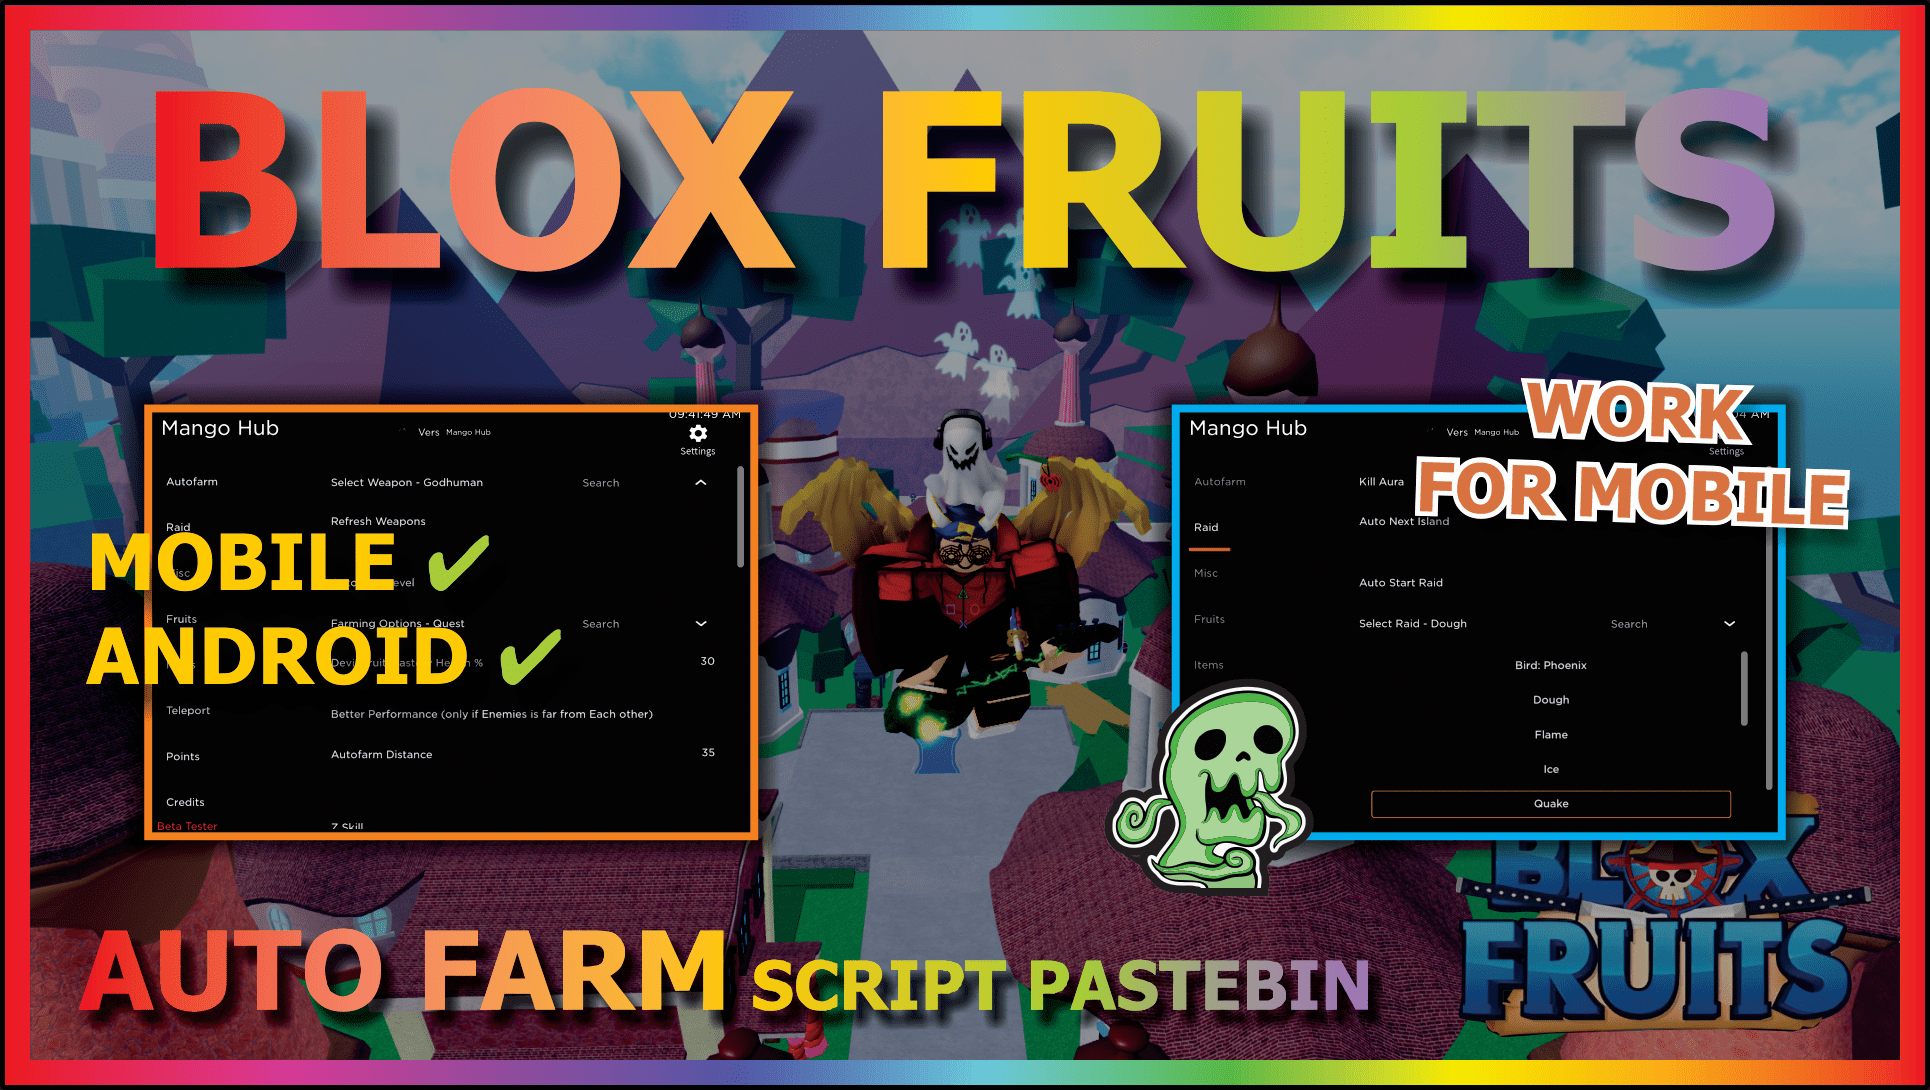 BLOX FRUITS
Mango Hub
Vers Mango Hub
09:41:49 AM
Settings
Autofarm
Select Weapon - Godhuman
Search
Raid
Refresh Weapons
MOBILE ✔
Fruits
Farming Options - Quest
Search
ANDROID ✔
30
Teleport
Better Performance (only if Enemies is far from Each other)
Points
Autofarm Distance
35
Credits
Beta Tester
Z Skill
Mango Hub
Vers Mango Hub
AM
Settings
WORK
FOR MOBILE
Autofarm
Kill Aura
Raid
Auto Next Island
Misc
Auto Start Raid
Fruits
Select Raid - Dough
Search
Items
Bird: Phoenix
Dough
Flame
Ice
Quake
BLOX
FRUITS
AUTO FARM SCRIPT PASTEBIN